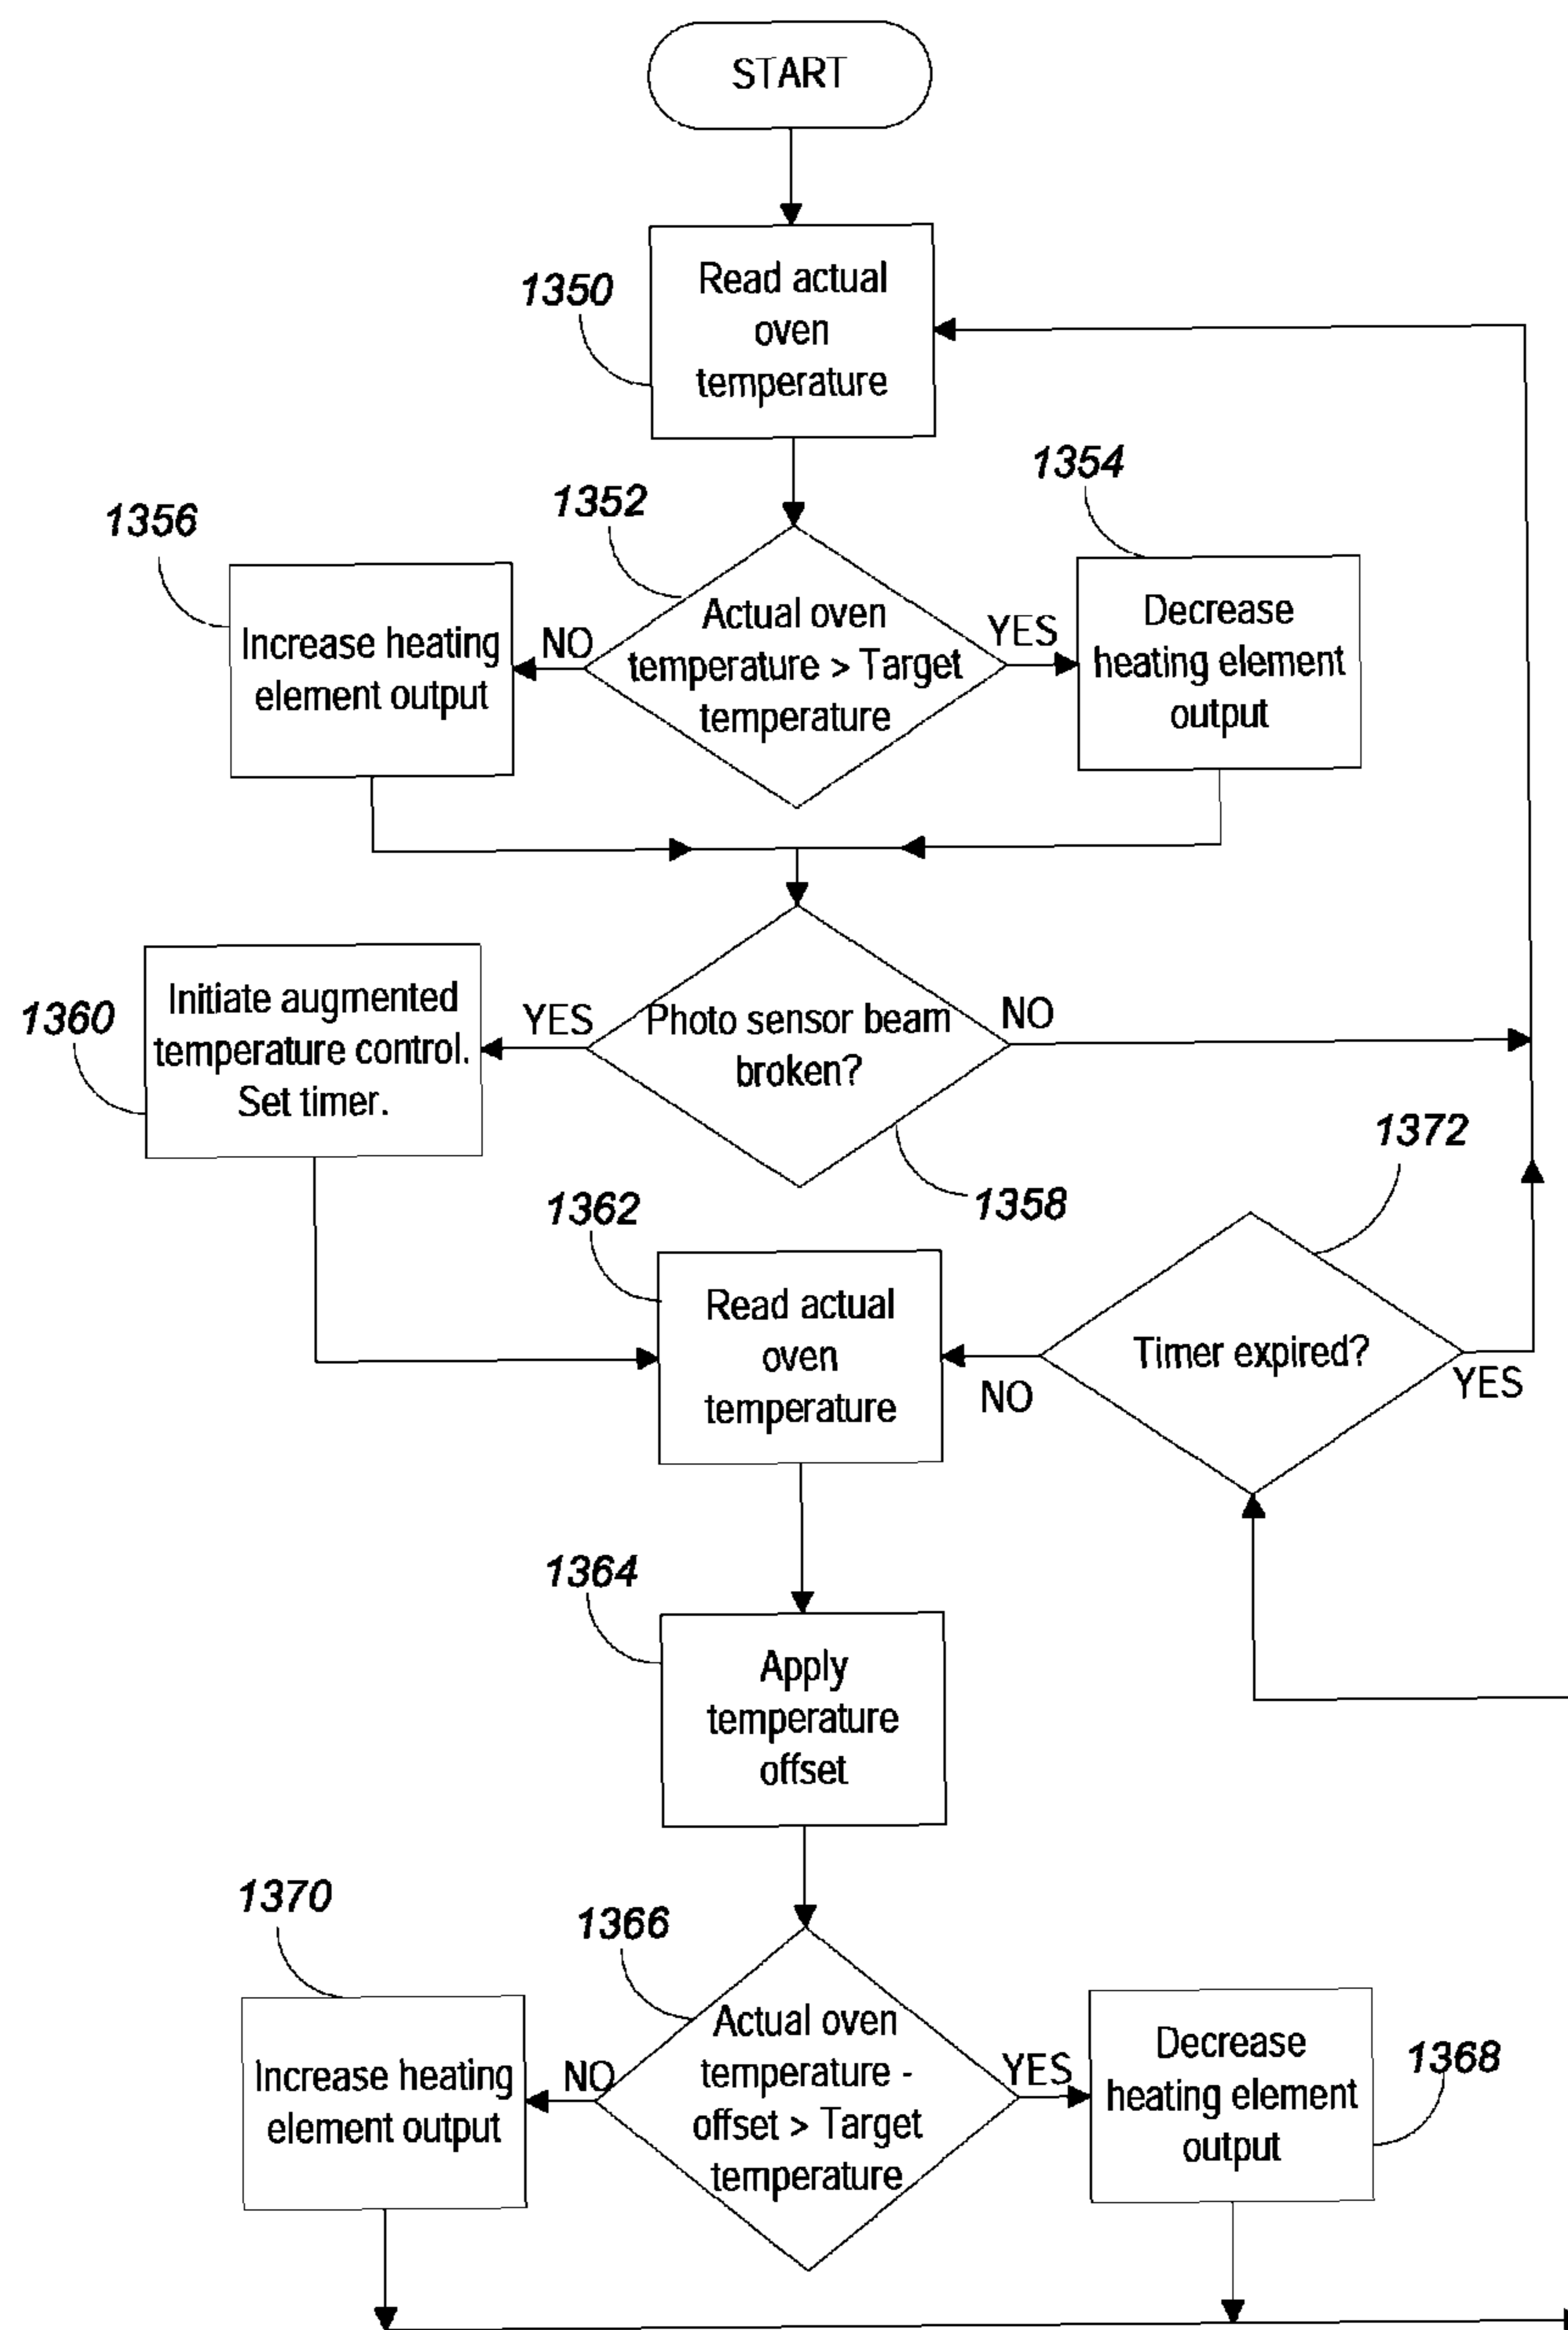 START
1350
Read actual
oven
temperature
1352
1354
1356
Increase heating
element output
NO
Actual oven
temperature > Target
temperature
YES
Decrease
heating element
output
1360
Initiate augmented
temperature control.
Set timer.
YES
Photo sensor beam
broken?
NO
1358
1372
1362
Read actual
oven
temperature
NO
Timer expired?
YES
1364
Apply
temperature
offset
1370
1366
Increase heating
element output
NO
Actual oven
temperature -
offset > Target
temperature
YES
Decrease
heating element
output
1368